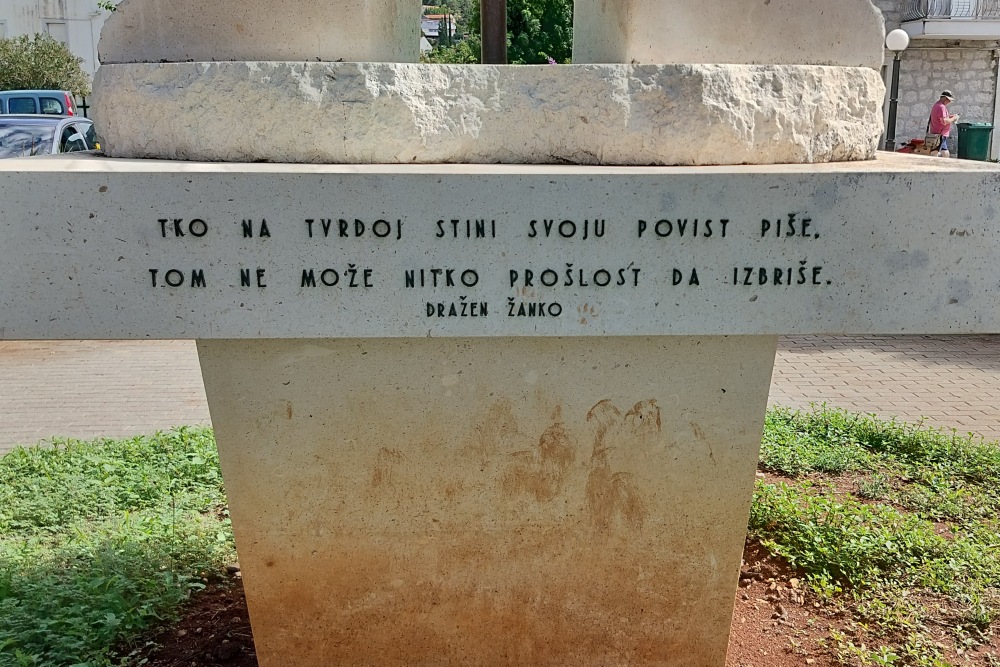 TKO NA TVRDOJ STINI SVOJU POVIST PIŠE,
TOM NE MOŽE NITKO PROŠLOST DA IZBRIŠE.
DRAŽEN ŽANKO